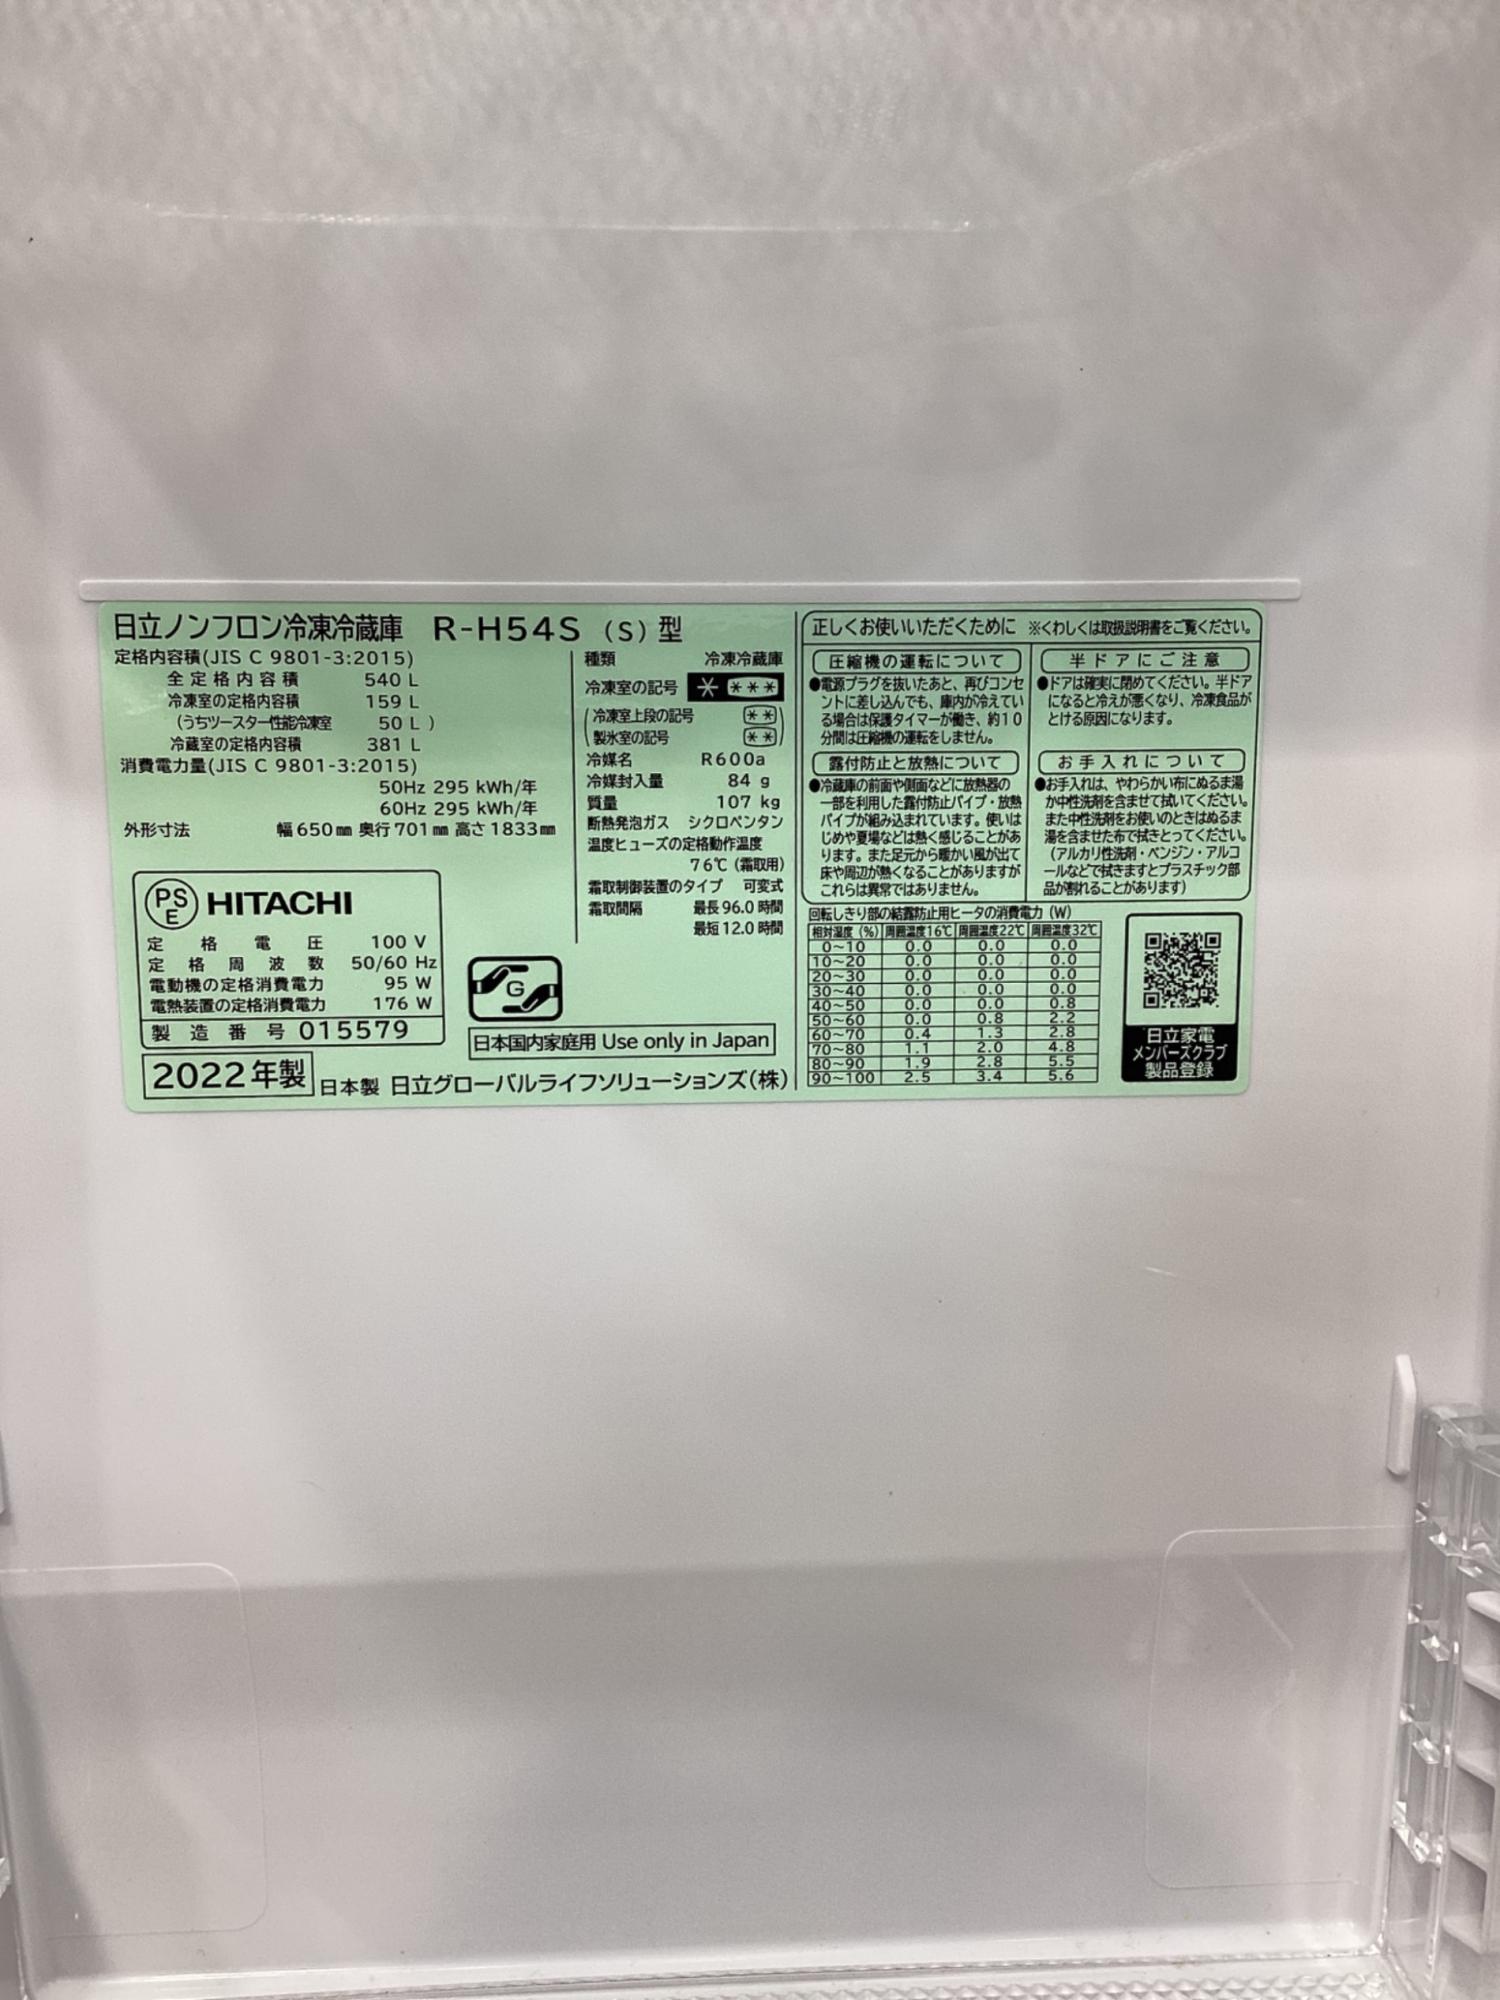 日立ノンフロン冷凍冷蔵庫 R-H54S (S) 型
定格内容積(JIS C 9801-3:2015)
全定格内容積 540 L
冷凍室の定格内容積 159 L
(うちツースター性能冷凍室 50 L )
冷蔵室の定格内容積 381 L
消費電力量(JIS C 9801-3:2015)
50Hz 295 kWh/年
60Hz 295 kWh/年
外形寸法 幅650㎜ 奥行701㎜ 高さ1833㎜
PS
E
HITACHI
定格電圧 100 V
定格周波数 50/60 Hz
電動機の定格消費電力 95 W
電熱装置の定格消費電力 176 W
製造番号 015579
2022年製
日本製 日立グローバルライフソリューションズ(株)
種類 冷凍冷蔵庫
冷凍室の記号 * ***
冷凍室上段の記号 **
製氷室の記号 **
冷媒名 R600a
冷媒封入量 84 g
質量 107 kg
断熱発泡ガス シクロペンタン
温度ヒューズの定格動作温度
76℃ (霜取用)
霜取制御装置のタイプ 可変式
霜取間隔 最長96.0時間
最短12.0時間
G
日本国内家庭用 Use only in Japan
正しくお使いいただくために ※くわしくは取扱説明書をご覧ください。
圧縮機の運転について
●電源プラグを抜いたあと、再びコンセ
ントに差し込んでも、庫内が冷えてい
る場合は保護タイマーが働き、約10
分間は圧縮機の運転をしません。
露付防止と放熱について
●冷蔵庫の前面や側面などに放熱器の
一部を利用した露付防止パイプ・放熱
パイプが組み込まれています。使いは
じめや夏場などは熱く感じることがあ
ります。また足元から暖かい風が出て
床や周辺が熱くなることがありますが
これらは異常ではありません。
半ドアにご注意
●ドアは確実に閉めてください。半ドア
になると冷えが悪くなり、冷凍食品が
とける原因になります。
お手入れについて
●お手入れは、やわらかい布にぬるま湯
か中性洗剤を含ませて拭いてください。
また中性洗剤をお使いのときはぬるま
湯を含ませた布で拭きとってください。
(アルカリ性洗剤・ベンジン・アルコ
ールなどで拭きますとプラスチック部
品が割れることがあります)
回転しきり部の結露防止用ヒータの消費電力 (W)
相対湿度 (%) 周囲温度16℃ 周囲温度22℃ 周囲温度32℃
0~10 0.0 0.0 0.0
10~20 0.0 0.0 0.0
20~30 0.0 0.0 0.0
30~40 0.0 0.0 0.0
40~50 0.0 0.0 0.8
50~60 0.0 0.8 2.2
60~70 0.4 1.3 2.8
70~80 1.1 2.0 4.8
80~90 1.9 2.8 5.5
90~100 2.5 3.4 5.6
日立家電
メンバーズクラブ
製品登録